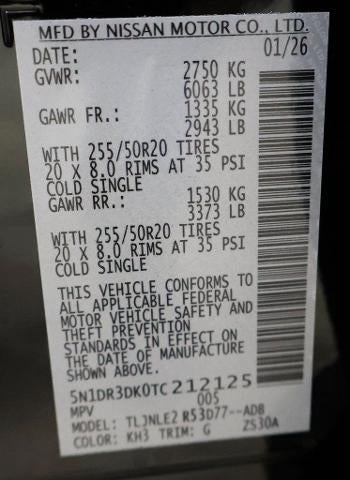 MFD BY NISSAN MOTOR CO., LTD.
DATE: 01/26
GVWR: 2750 KG
6063 LB
GAWR FR.: 1335 KG
2943 LB
WITH 255/50R20 TIRES
20 X 8.0 RIMS AT 35 PSI
COLD SINGLE
GAWR RR.: 1530 KG
3373 LB
WITH 255/50R20 TIRES
20 X 8.0 RIMS AT 35 PSI
COLD SINGLE
THIS VEHICLE CONFORMS TO
ALL APPLICABLE FEDERAL
MOTOR VEHICLE SAFETY AND
THEFT PREVENTION
STANDARDS IN EFFECT ON
THE DATE OF MANUFACTURE
SHOWN ABOVE.
5N1DR3DK0TC212125
MPV 005
MODEL: TLJNLE2 R53D77--ADB
COLOR: KH3 TRIM: G ZS30A